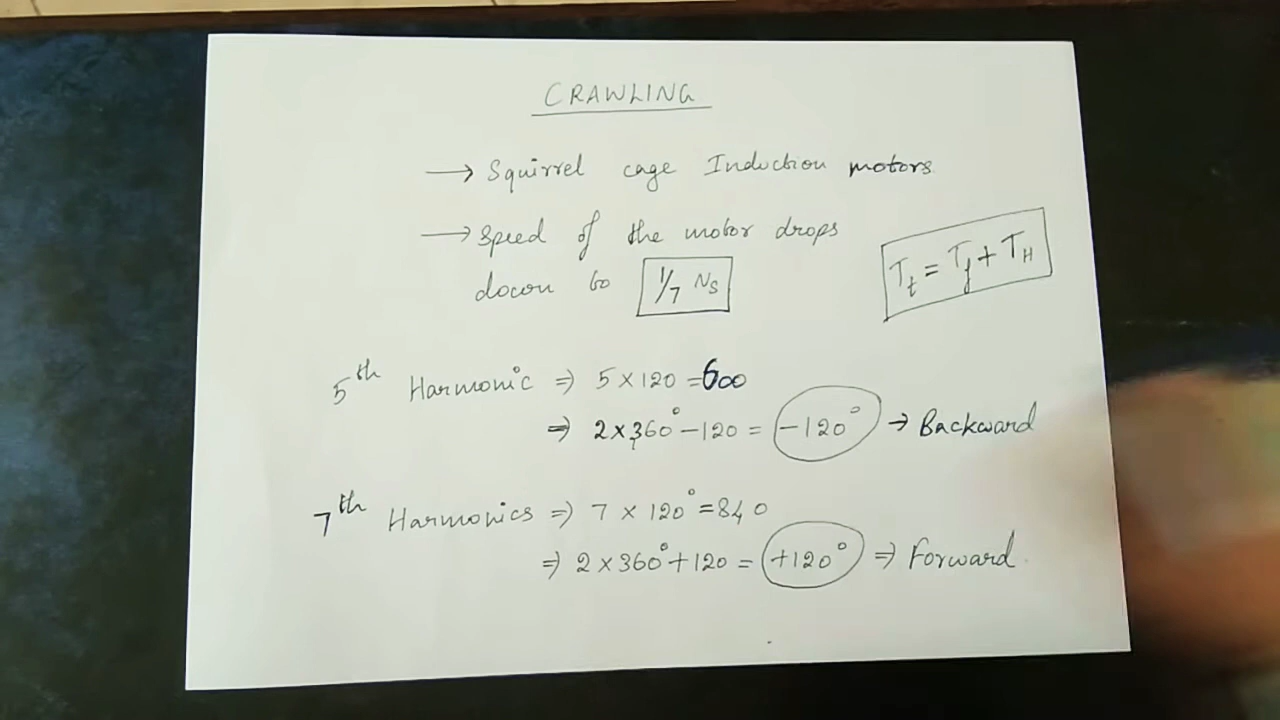 CRAWLING
→ Squirrel cage Induction motors
→ Speed of the motor drops
down to 1/7 Ns
Tt = Tf + TH
5th Harmonic ⇒ 5 × 120 = 600
⇒ 2×360° − 120 = −120° → Backward
7th Harmonics ⇒ 7 × 120° = 840
⇒ 2 × 360° + 120 = +120° ⇒ Forward